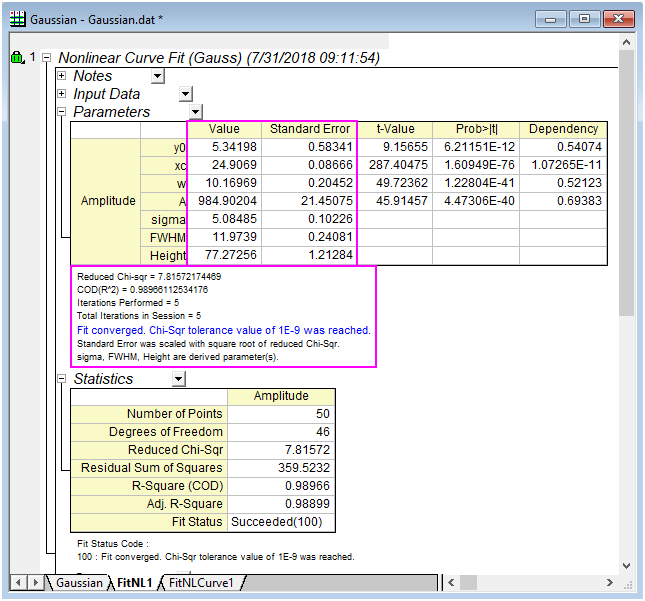 Gaussian - Gaussian.dat *
1 Nonlinear Curve Fit (Gauss) (7/31/2018 09:11:54)
Notes
Input Data
Parameters
Value Standard Error t-Value Prob>|t| Dependency
Amplitude
y0 5.34198 0.58341 9.15655 6.21151E-12 0.54074
xc 24.9069 0.08666 287.40475 1.60949E-76 1.07265E-11
w 10.16969 0.20452 49.72362 1.22804E-41 0.52123
A 984.90204 21.45075 45.91457 4.47306E-40 0.69383
sigma 5.08485 0.10226
FWHM 11.9739 0.24081
Height 77.27256 1.21284
Reduced Chi-sqr = 7.81572174469
COD(R^2) = 0.98966112534176
Iterations Performed = 5
Total Iterations in Session = 5
Fit converged. Chi-Sqr tolerance value of 1E-9 was reached.
Standard Error was scaled with square root of reduced Chi-Sqr.
sigma, FWHM, Height are derived parameter(s).
Statistics
Amplitude
Number of Points 50
Degrees of Freedom 46
Reduced Chi-Sqr 7.81572
Residual Sum of Squares 359.5232
R-Square (COD) 0.98966
Adj. R-Square 0.98899
Fit Status Succeeded(100)
Fit Status Code :
100 : Fit converged. Chi-Sqr tolerance value of 1E-9 was reached.
Gaussian FitNL1 FitNLCurve1